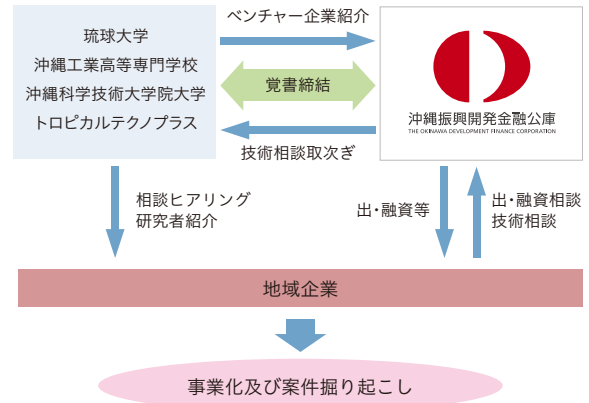 ベンチャー企業紹介
琉球大学
沖縄工業高等専門学校
沖縄科学技術大学院大学
トロピカルテクノプラス
覚書締結
技術相談取次ぎ
沖縄振興開発金融公庫
THE OKINAWA DEVELOPMENT FINANCE CORPORATION
相談ヒアリング
研究者紹介
出・融資等
出・融資相談
技術相談
地域企業
事業化及び案件掘り起こし